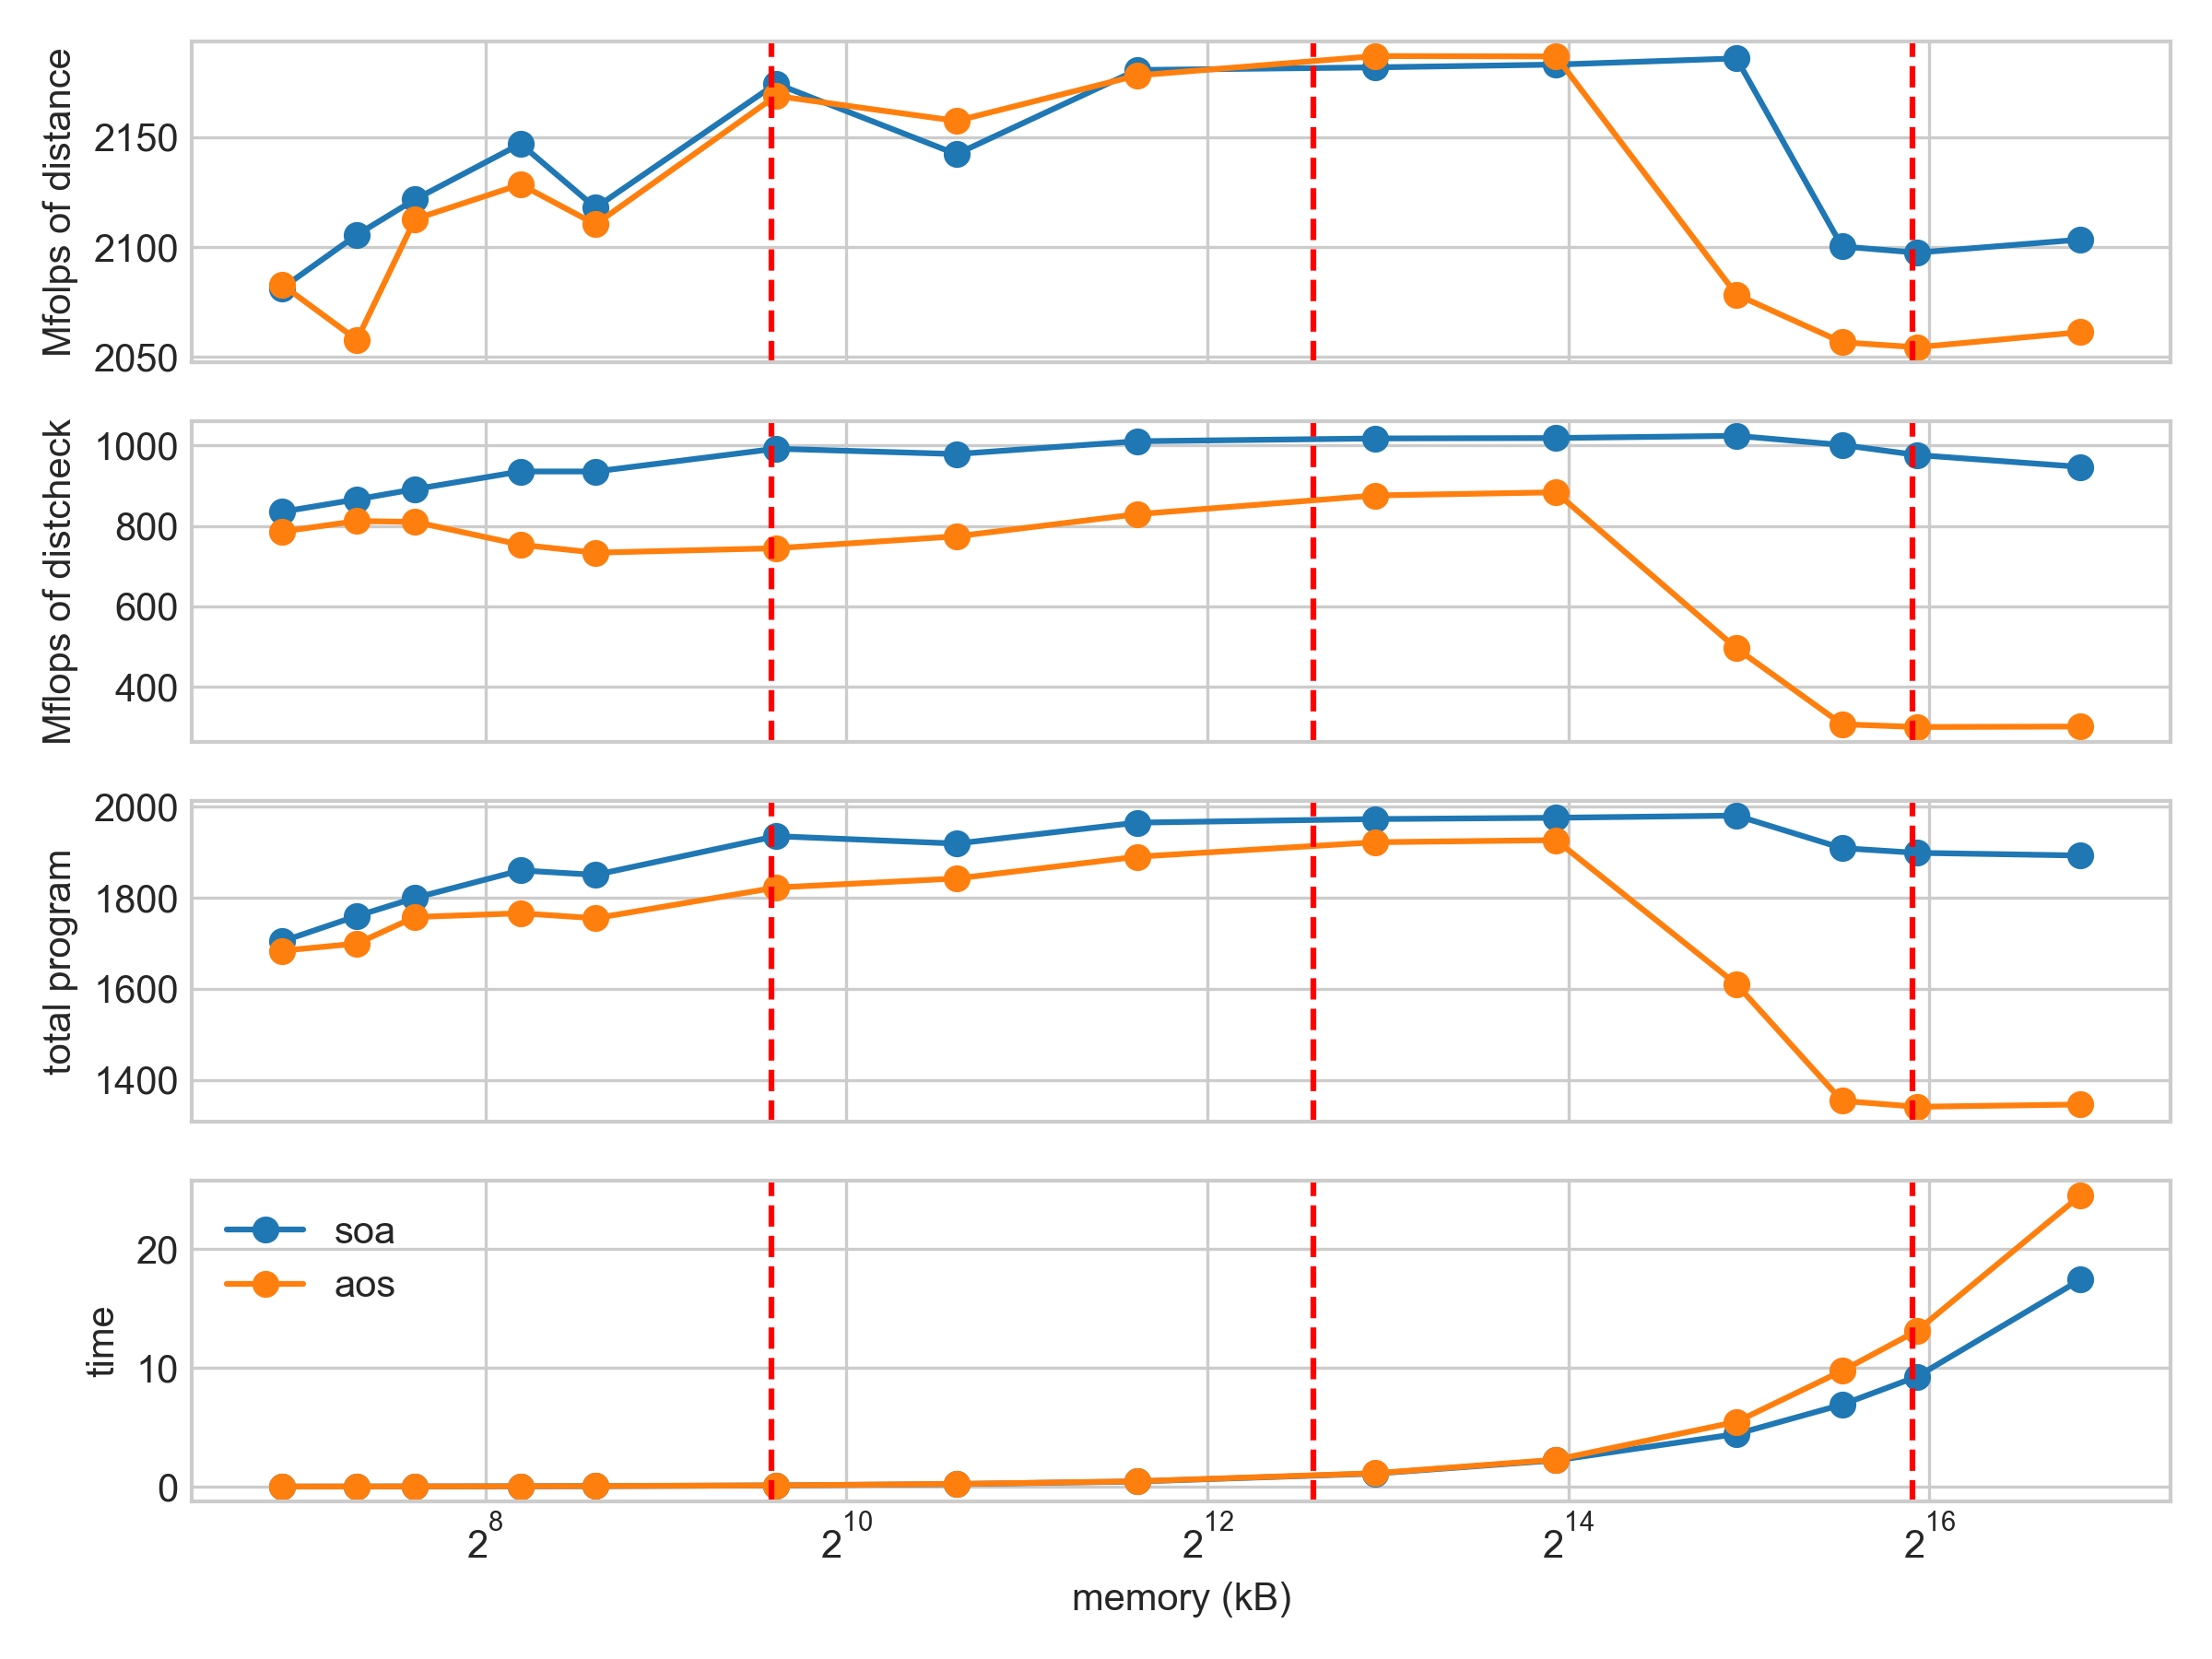 Mfolps of distance
2150
2100
2050
Mflops of distcheck
1000
800
600
400
total program
2000
1800
1600
1400
time
20
10
0
soa
aos
2^8 2^10 2^12 2^14 2^16
memory (kB)